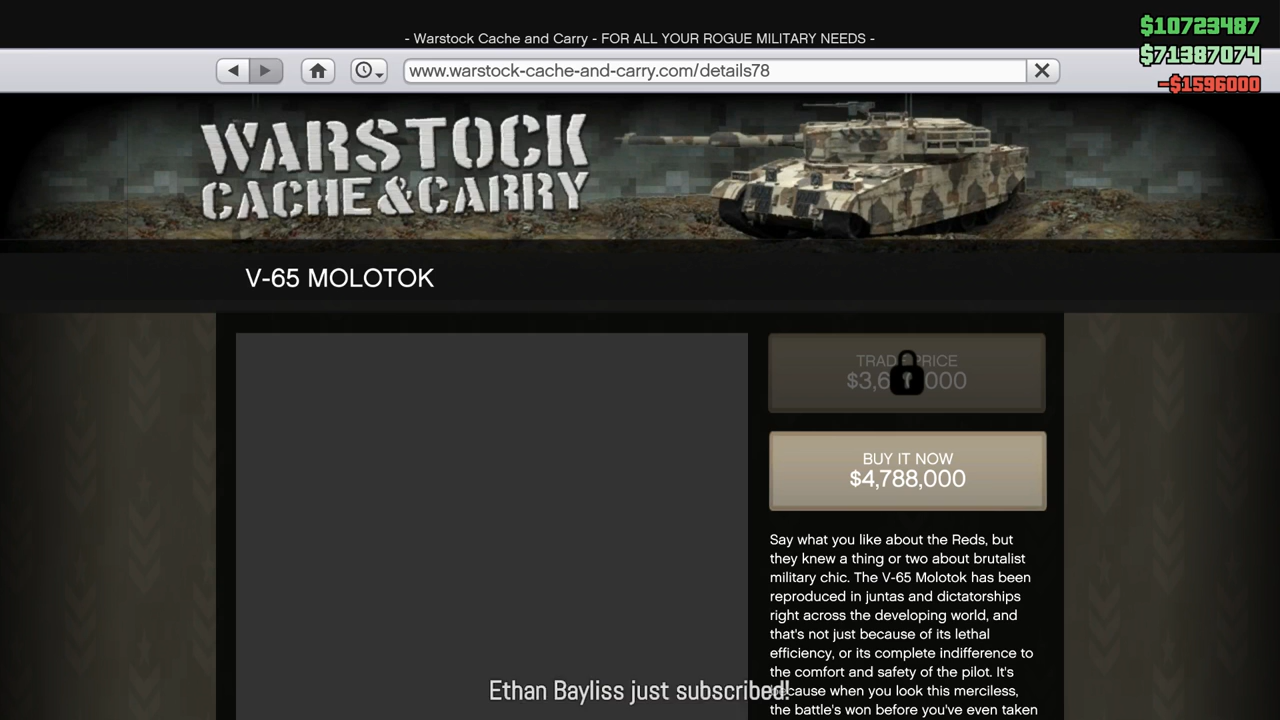 - Warstock Cache and Carry - FOR ALL YOUR ROGUE MILITARY NEEDS -
$10723487
$71387074
-$1596000
www.warstock-cache-and-carry.com/details78
WARSTOCK
CACHE&CARRY
V-65 MOLOTOK
TRADE PRICE
BUY IT NOW
$4,788,000
Say what you like about the Reds, but
they knew a thing or two about brutalist
military chic. The V-65 Molotok has been
reproduced in juntas and dictatorships
right across the developing world, and
that's not just because of its lethal
efficiency, or its complete indifference to
the comfort and safety of the pilot. It's
because when you look this merciless,
the battle's won before you've even taken
Ethan Bayliss just subscribed!